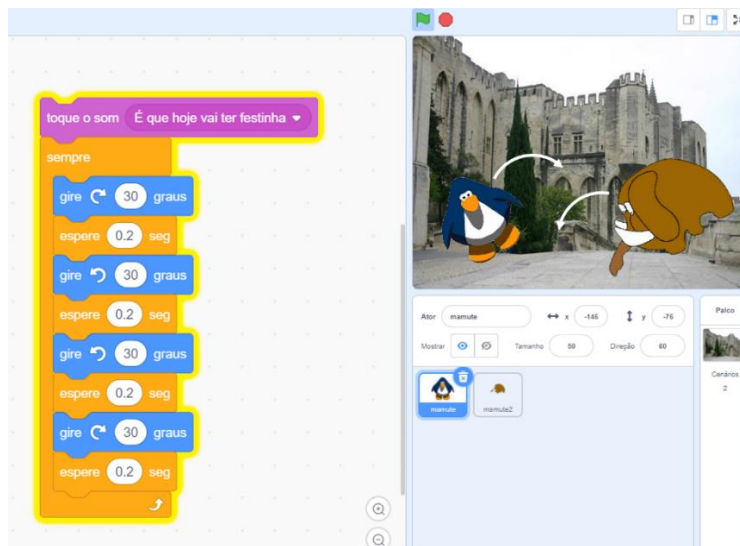 toque o som É que hoje vai ter festinha
sempre
gire 30 graus
espere 0.2 seg
gire 30 graus
espere 0.2 seg
gire 30 graus
espere 0.2 seg
gire 30 graus
espere 0.2 seg
Ator mamute x -146 y -76
Mostrar Tamanho 59 Direção 60
mamute
mamute2
Palco
Cenários
2